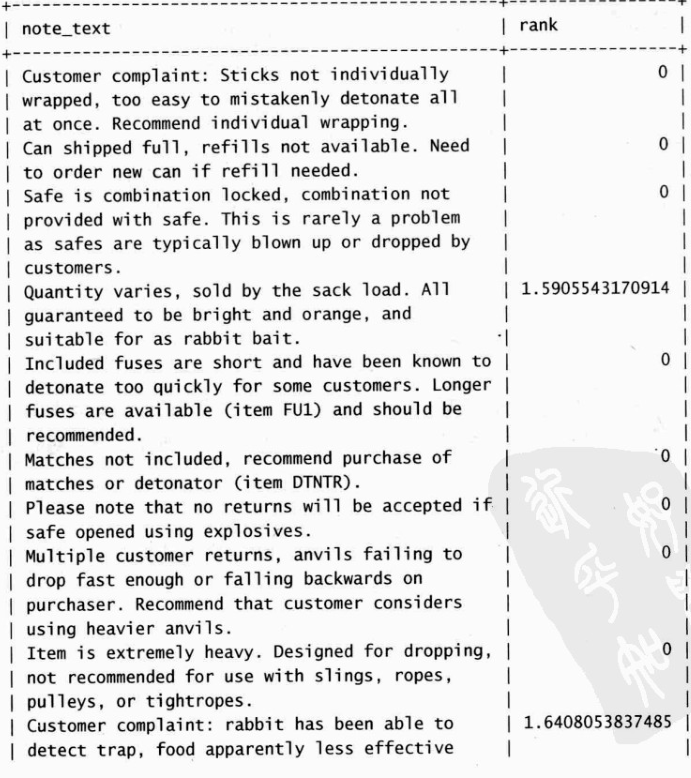 +-----------------------------------------------+-----------------+
| note_text | rank |
+-----------------------------------------------+-----------------+
| Customer complaint: Sticks not individually | 0 |
| wrapped, too easy to mistakenly detonate all | |
| at once. Recommend individual wrapping. | |
| Can shipped full, refills not available. Need | 0 |
| to order new can if refill needed. | |
| Safe is combination locked, combination not | 0 |
| provided with safe. This is rarely a problem | |
| as safes are typically blown up or dropped by | |
| customers. | |
| Quantity varies, sold by the sack load. All | 1.5905543170914 |
| guaranteed to be bright and orange, and | |
| suitable for as rabbit bait. | |
| Included fuses are short and have been known to | 0 |
| detonate too quickly for some customers. Longer | |
| fuses are available (item FU1) and should be | |
| recommended. | |
| Matches not included, recommend purchase of | 0 |
| matches or detonator (item DTNTR). | |
| Please note that no returns will be accepted if | 0 |
| safe opened using explosives. | |
| Multiple customer returns, anvils failing to | 0 |
| drop fast enough or falling backwards on | |
| purchaser. Recommend that customer considers | |
| using heavier anvils. | |
| Item is extremely heavy. Designed for dropping, | 0 |
| not recommended for use with slings, ropes, | |
| pulleys, or tightropes. | |
| Customer complaint: rabbit has been able to | 1.6408053837485 |
| detect trap, food apparently less effective | |